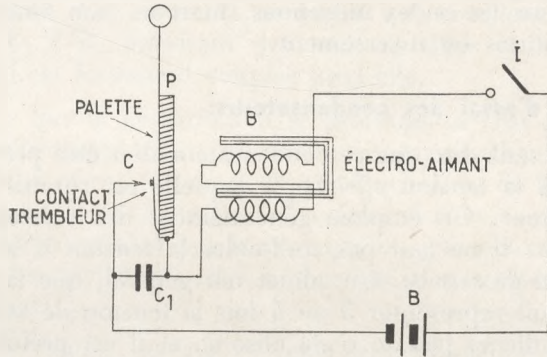 I
P
PALETTE
B
ÉLECTRO-AIMANT
C
CONTACT
TREMBLEUR
C1
B